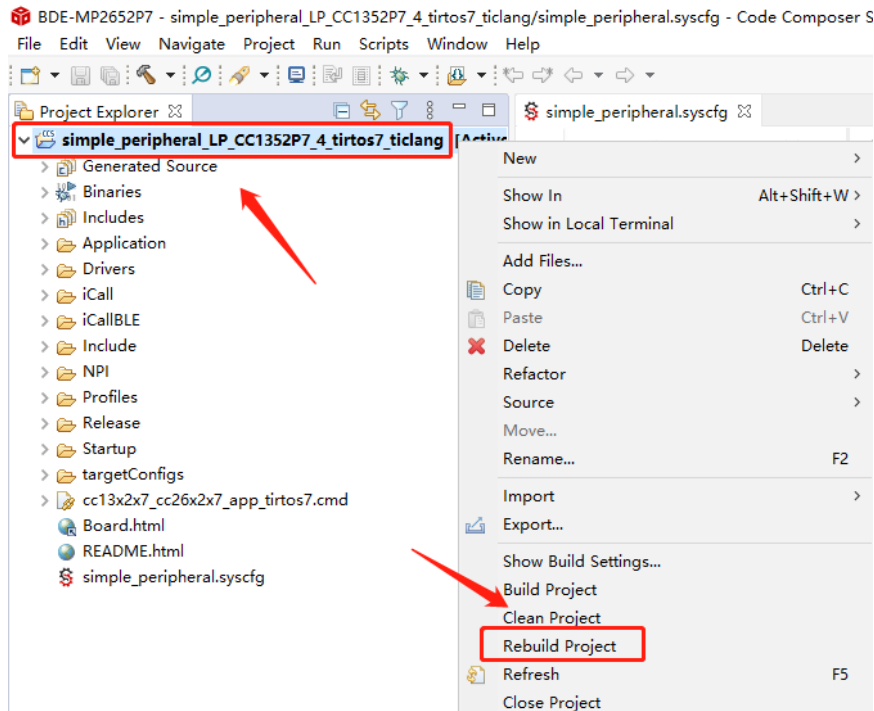 BDE-MP2652P7 - simple_peripheral_LP_CC1352P7_4_tirtos7_ticlang/simple_peripheral.syscfg - Code Composer S
File Edit View Navigate Project Run Scripts Window Help
Project Explorer
simple_peripheral.syscfg
simple_peripheral_LP_CC1352P7_4_tirtos7_ticlang [Active
Generated Source
Binaries
Includes
Application
Drivers
iCall
iCallBLE
Include
NPI
Profiles
Release
Startup
targetConfigs
cc13x2x7_cc26x2x7_app_tirtos7.cmd
Board.html
README.html
simple_peripheral.syscfg
New
Show In Alt+Shift+W
Show in Local Terminal
Add Files...
Copy Ctrl+C
Paste Ctrl+V
Delete Delete
Refactor
Source
Move...
Rename... F2
Import
Export...
Show Build Settings...
Build Project
Clean Project
Rebuild Project
Refresh F5
Close Project